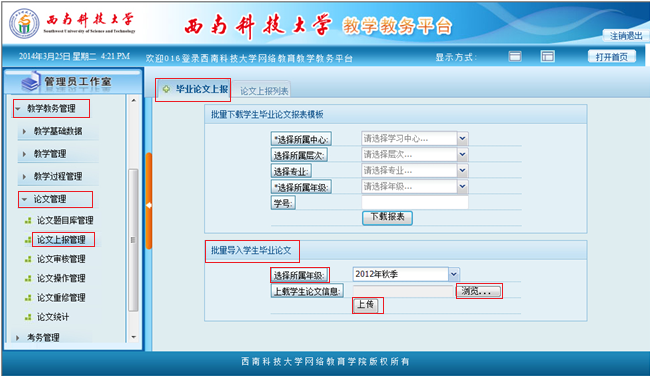 西南科技大学 西南科技大学 教学教务平台
Southwest University of Science and Technology
注销退出
2014年3月25日 星期二 4:21 PM 欢迎016登录西南科技大学网络教育教学教务平台 显示方式: 打开首页
管理员工作室
教学教务管理
教学基础数据
教学管理
教学过程管理
论文管理
论文题目库管理
论文上报管理
论文审核管理
论文操作管理
论文重修管理
论文统计
考务管理
毕业论文上报 论文上报列表
批量下载学生毕业论文报表模板
*选择所属中心: 请选择学习中心...
选择所属层次: 请选择层次...
选择专业: 请选择专业...
*选择所属年级: 请选择年级...
学号:
下载报表
批量导入学生毕业论文
选择所属年级: 2012年秋季
上载学生论文信息: 浏览...
上传
西南科技大学网络教育学院版权所有